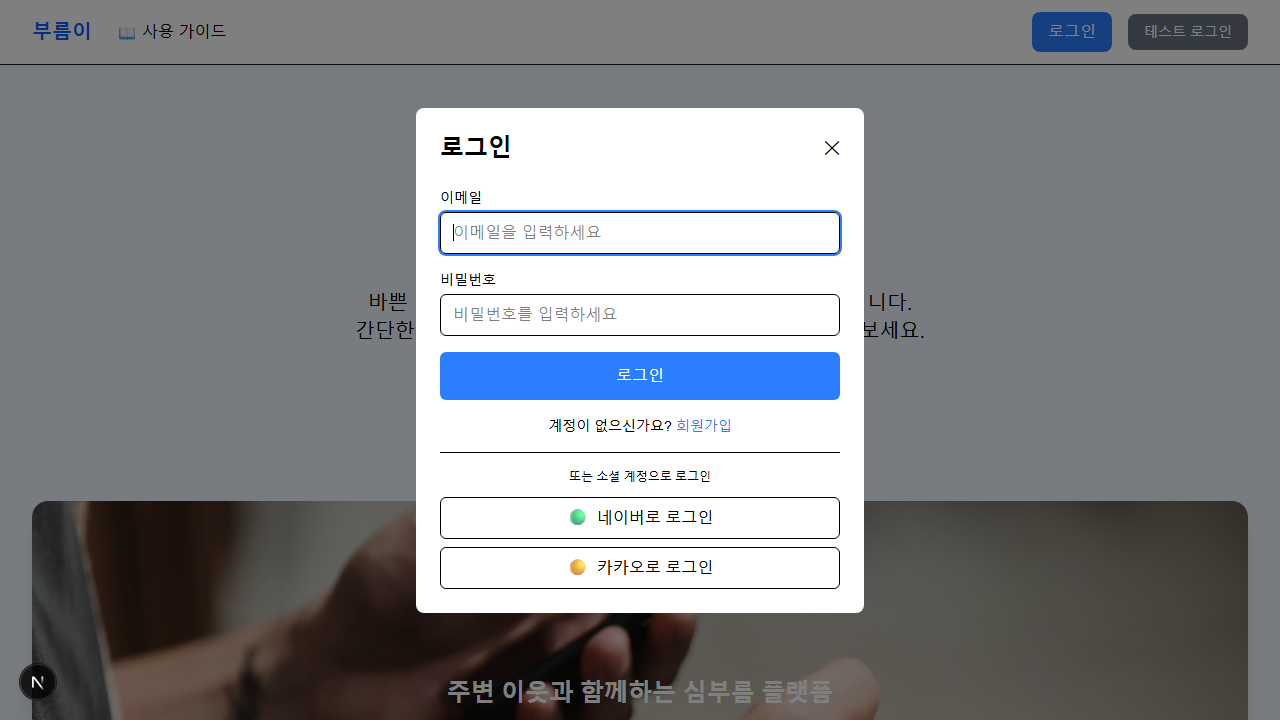 부름이
📖 사용 가이드
로그인
테스트 로그인
로그인
이메일
이메일을 입력하세요
비밀번호
비밀번호를 입력하세요
로그인
계정이 없으신가요? 회원가입
또는 소셜 계정으로 로그인
네이버로 로그인
카카오로 로그인
바쁜
니다.
간단한
보세요.
주변 이웃과 함께하는 심부름 플랫폼
N